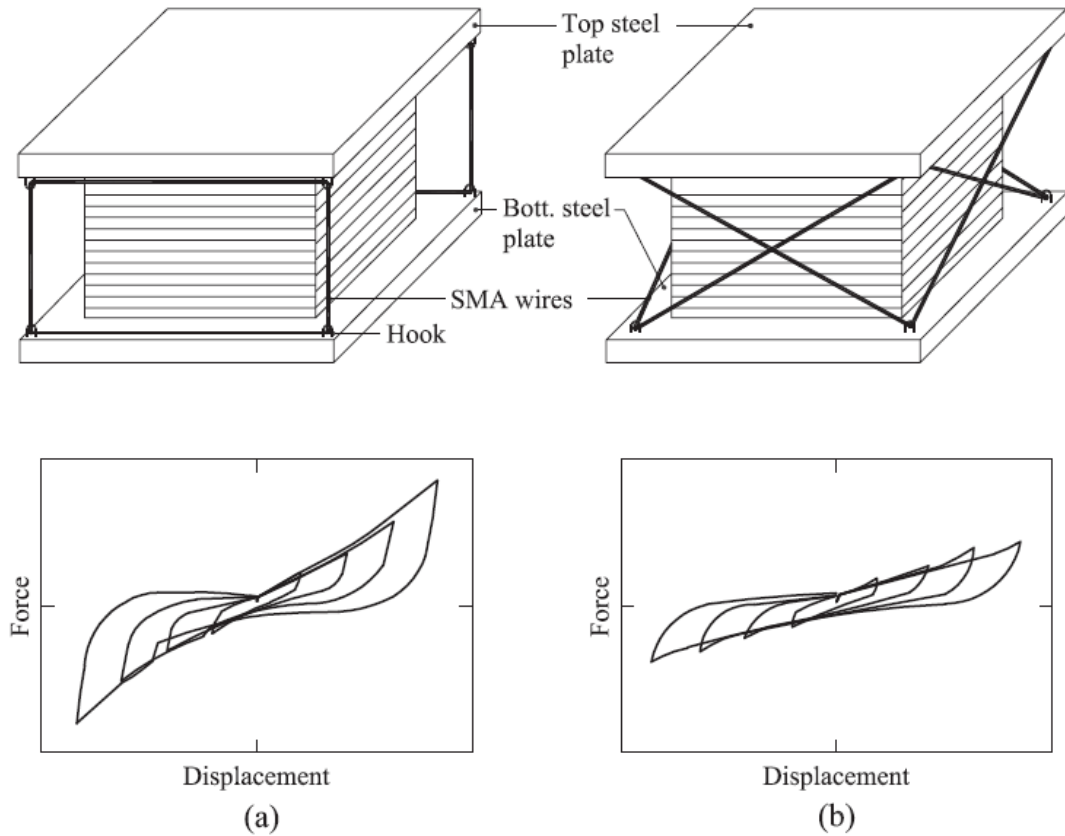 Top steel
plate
Bott. steel
plate
SMA wires
Hook
Force
Displacement
(a)
Force
Displacement
(b)